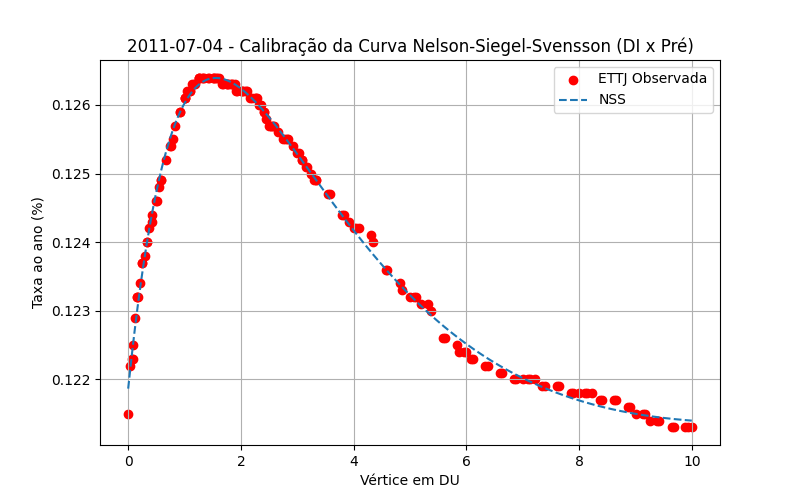 2011-07-04 - Calibração da Curva Nelson-Siegel-Svensson (DI x Pré)
ETTJ Observada
NSS
0.126
0.125
0.124
0.123
0.122
Taxa ao ano (%)
0 2 4 6 8 10
Vértice em DU